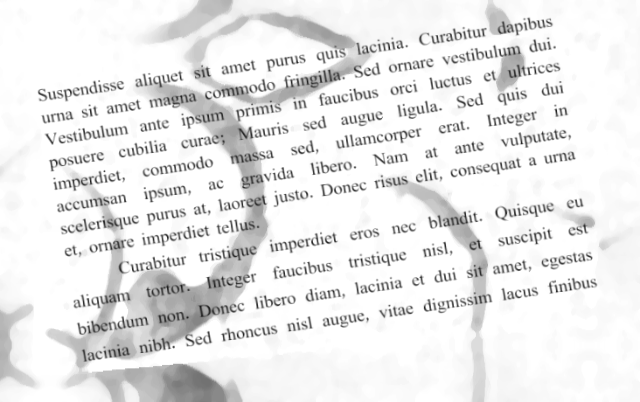 Suspendisse aliquet sit amet purus quis lacinia. Curabitur dapibus
urna sit amet magna commodo fringilla. Sed ornare vestibulum dui.
Vestibulum ante ipsum primis in faucibus orci luctus et ultrices
posuere cubilia curae; Mauris sed augue ligula. Sed quis dui
imperdiet, commodo massa sed, ullamcorper erat. Integer in
accumsan ipsum, ac gravida libero. Nam at ante vulputate,
scelerisque purus at, laoreet justo. Donec risus elit, consequat a urna
et, ornare imperdiet tellus.
Curabitur tristique imperdiet eros nec blandit. Quisque eu
aliquam tortor. Integer faucibus tristique nisl, et suscipit est
bibendum non. Donec libero diam, lacinia et dui sit amet, egestas
lacinia nibh. Sed rhoncus nisl augue, vitae dignissim lacus finibus